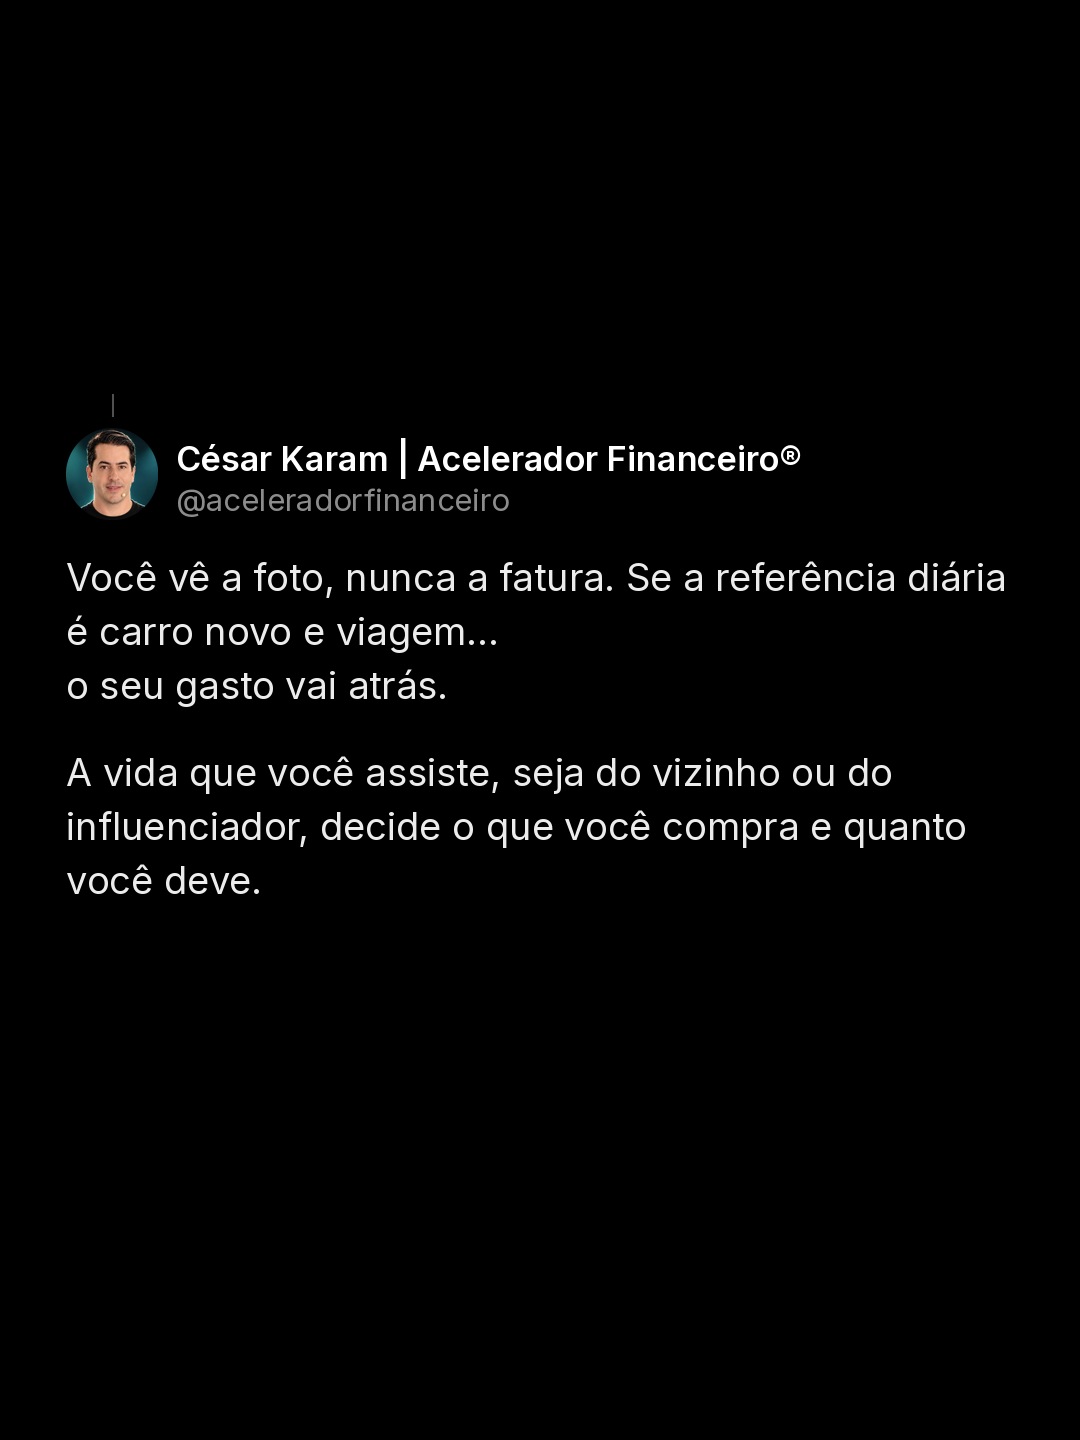 César Karam | Acelerador Financeiro®
@aceleradorfinanceiro
Você vê a foto, nunca a fatura. Se a referência diária
é carro novo e viagem...
o seu gasto vai atrás.
A vida que você assiste, seja do vizinho ou do
influenciador, decide o que você compra e quanto
você deve.